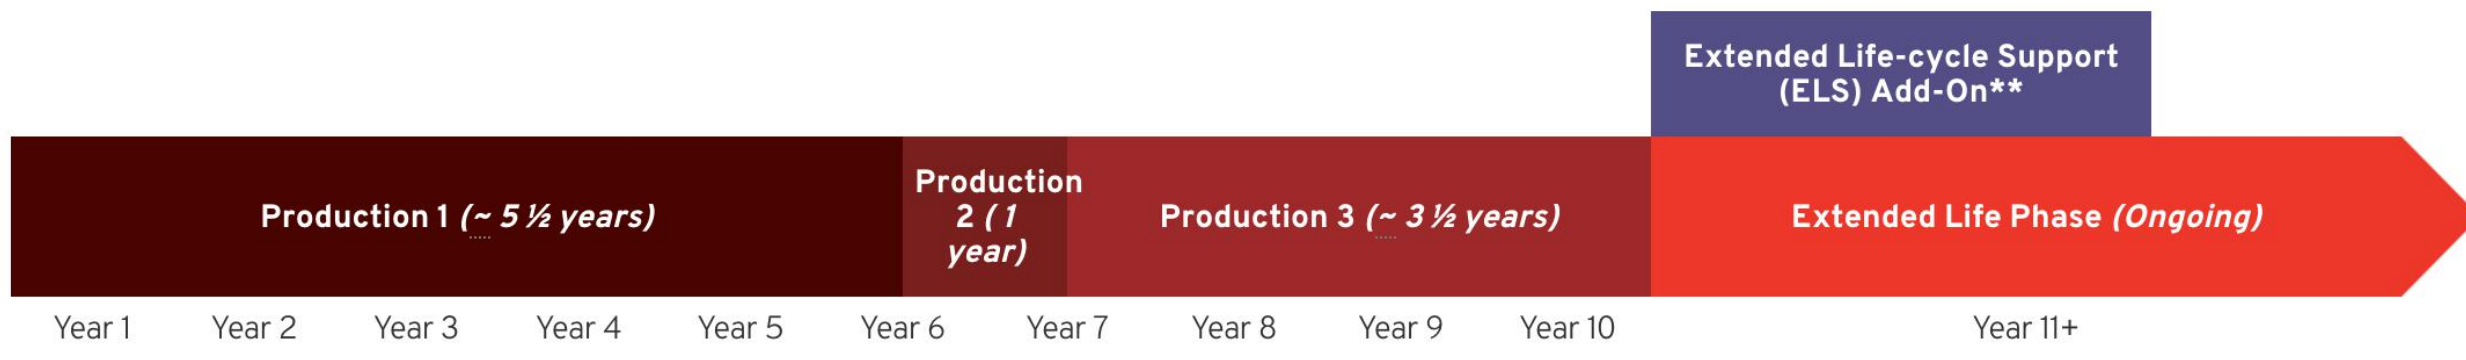 Extended Life-cycle Support
(ELS) Add-On**
Production 1 (~ 5 ½ years)
Production
2 ( 1
year)
Production 3 (~ 3 ½ years)
Extended Life Phase (Ongoing)
Year 1 Year 2 Year 3 Year 4 Year 5 Year 6 Year 7 Year 8 Year 9 Year 10 Year 11+